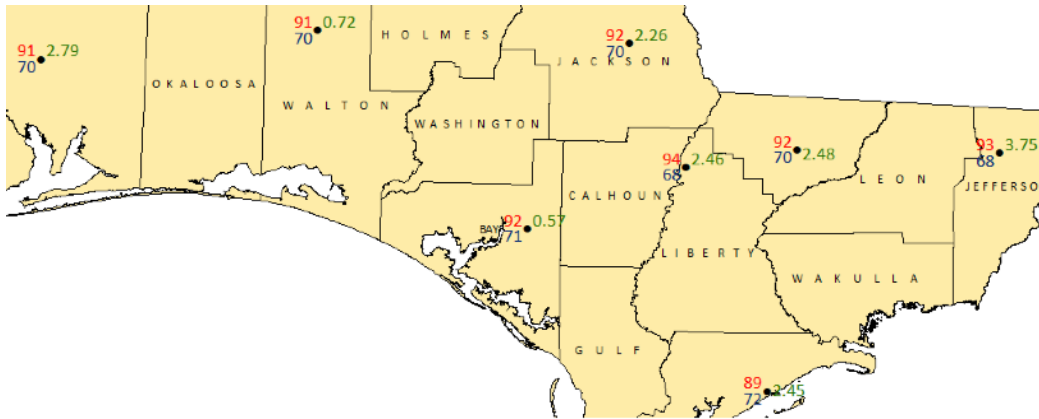 91 0.72
70
HOLMES
92 2.26
70
JACKSON
91 2.79
70
OKALOOSA
WALTON
WASHINGTON
92
70 2.48
93 3.75
68
94 2.46
68
LEON
JEFFERSO
CALHOUN
92 0.57
BAY 71
LIBERTY
WAKULLA
GULF
89
72 2.45